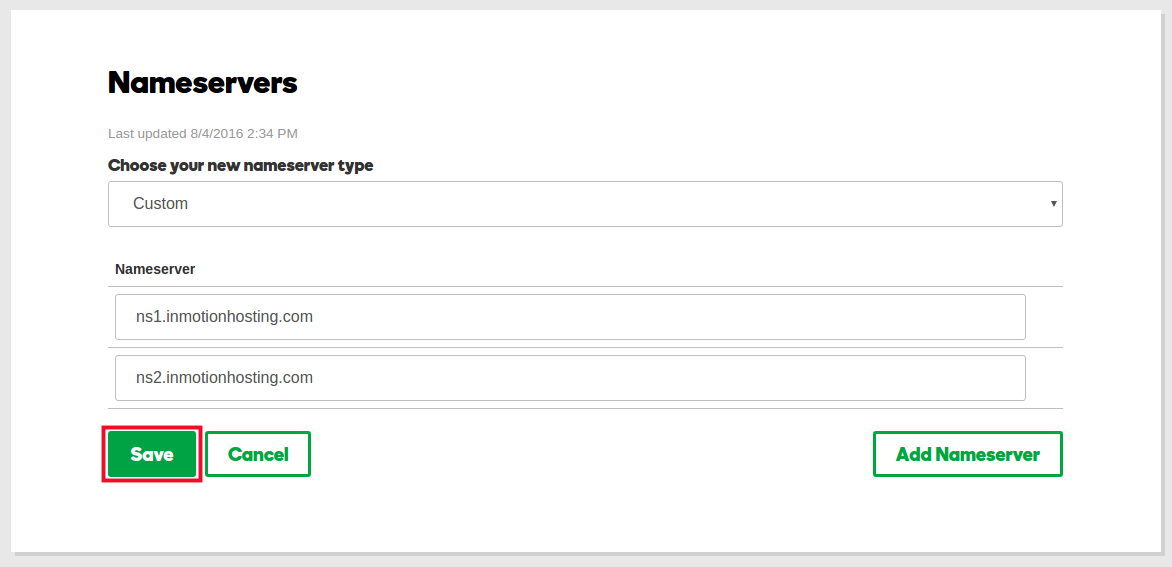 Nameservers
Last updated 8/4/2016 2:34 PM
Choose your new nameserver type
Custom
Nameserver
ns1.inmotionhosting.com
ns2.inmotionhosting.com
Save Cancel Add Nameserver